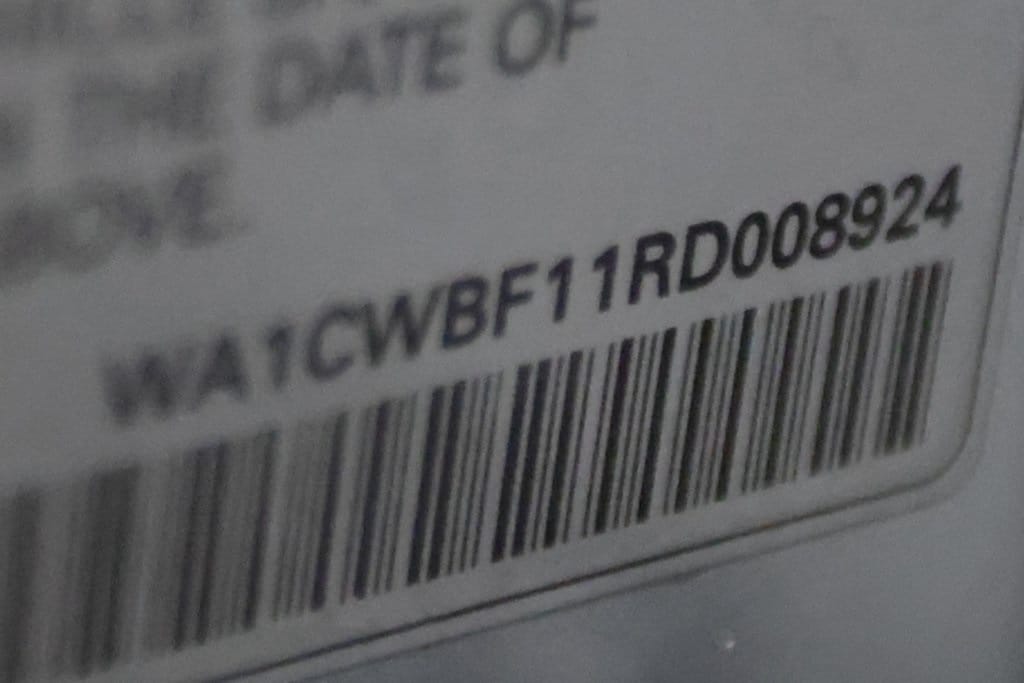 THE DATE OF
WA1CWBF11RD008924